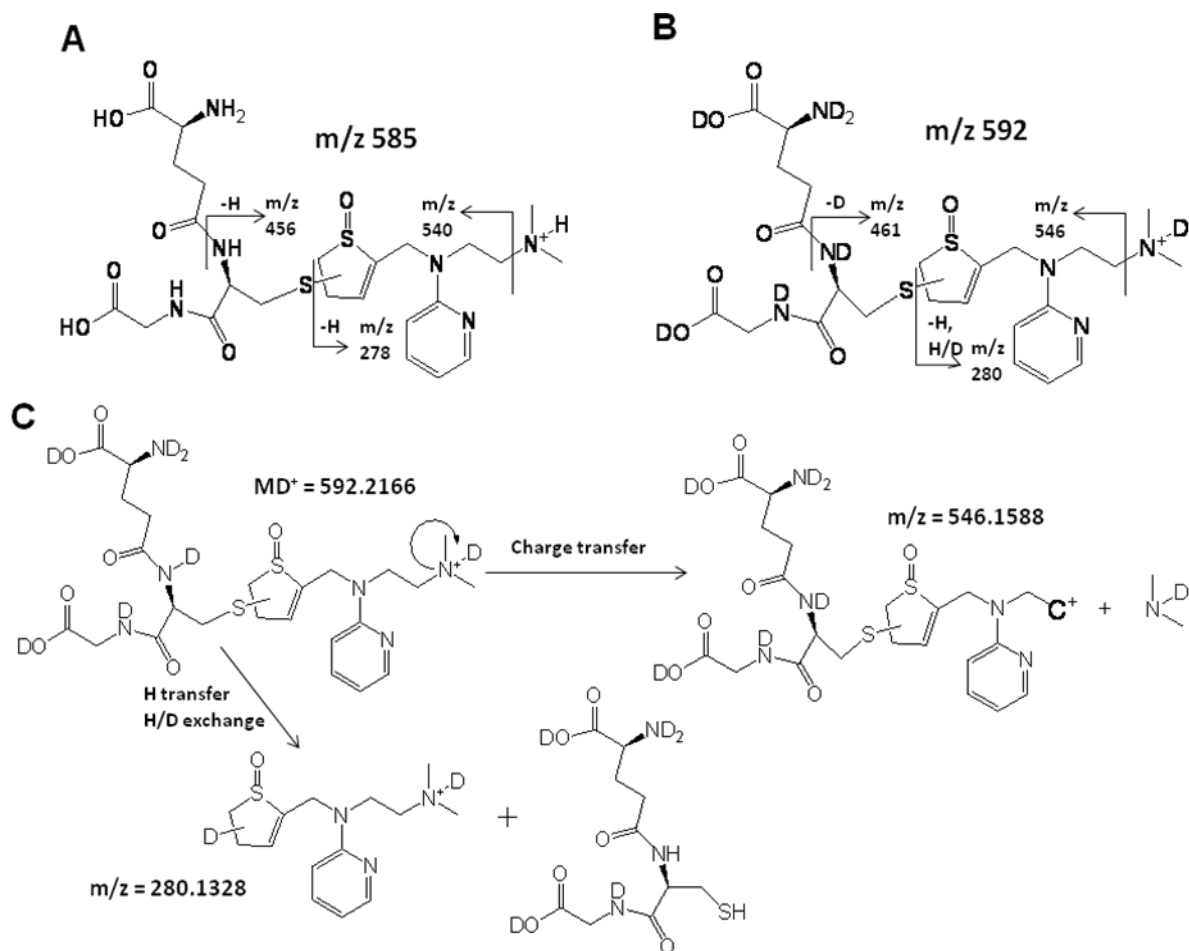 A
O
HO
NH2
m/z 585
-H
m/z
456
O
S
m/z
540
N+
H
O
NH
H
N
O
HO
O
S
N
N
-H
m/z
278
B
O
DO
ND2
m/z 592
-D
m/z
461
O
S
m/z
546
N+
D
O
ND
D
N
O
DO
O
S
N
N
-H,
H/D
m/z
280
C
O
DO
ND2
MD+ = 592.2166
O
S
N+
D
O
D
N
D
N
O
DO
O
S
N
N
Charge transfer
O
DO
ND2
m/z = 546.1588
O
S
O
ND
D
N
O
DO
O
S
N
N
C+
+
N
D
H transfer
H/D exchange
O
S
D
N
N
N+
D
m/z = 280.1328
+
O
DO
ND2
O
NH
O
D
N
DO
O
SH